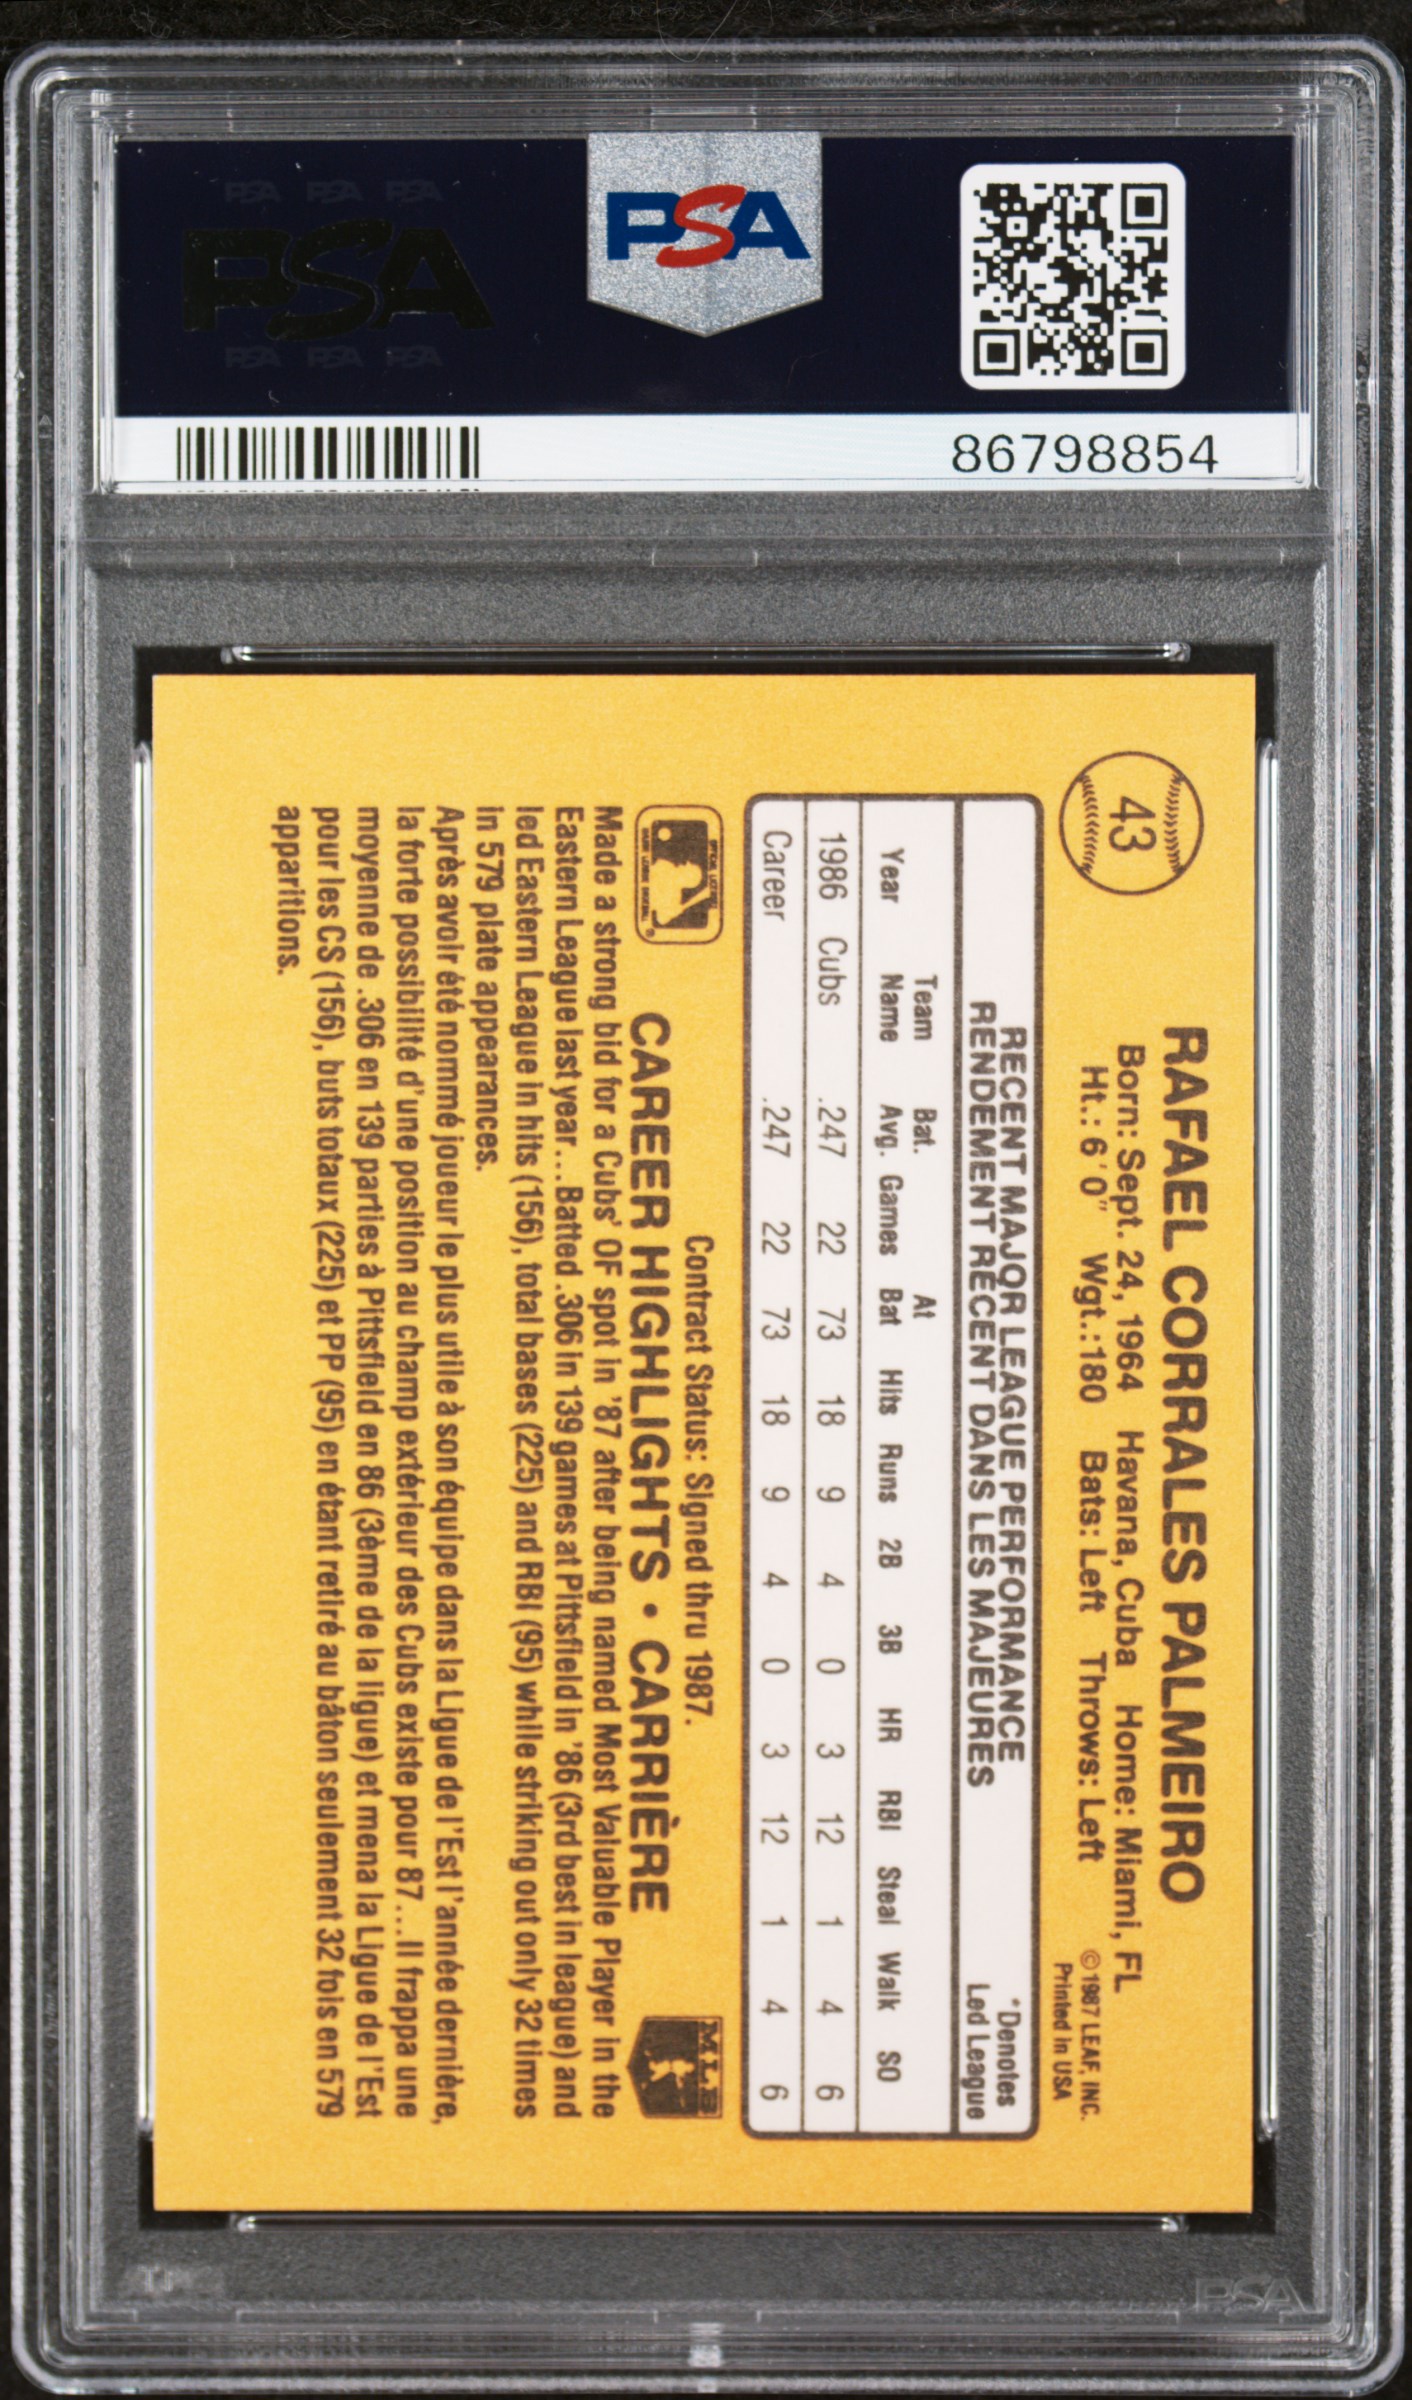 PSA PSA PSA
PSA
PSA PSA PSA
PSA
86798854
43
RAFAEL CORRALES PALMEIRO
Born: Sept. 24, 1964 Havana, Cuba Home: Miami, FL
Ht.: 6'0" Wgt.:180 Bats: Left Throws: Left
©1987 LEAF, INC.
Printed in USA
RECENT MAJOR LEAGUE PERFORMANCE
RENDEMENT RÉCENT DANS LES MAJEURES
*Denotes
Led League
Team Bat. At
Year Name Avg. Games Bat Hits Runs 2B 3B HR RBI Steal Walk SO
1986 Cubs .247 22 73 18 9 4 0 3 12 1 4 6
Career .247 22 73 18 9 4 0 3 12 1 4 6
Contract Status: Signed thru 1987.
CAREER HIGHLIGHTS • CARRIÈRE
MLB
Made a strong bid for a Cubs' OF spot in '87 after being named Most Valuable Player in the
Eastern League last year...Batted .306 in 139 games at Pittsfield in '86 (3rd best in league) and
led Eastern League in hits (156), total bases (225) and RBI (95) while striking out only 32 times
in 579 plate appearances.
Après avoir été nommé joueur le plus utile à son équipe dans la Ligue de l'Est l'année dernière,
la forte possibilité d'une position au champ extérieur des Cubs existe pour 87...Il frappa une
moyenne de .306 en 139 parties à Pittsfield en 86 (3ème de la ligue) et mena la Ligue de l'Est
pour les CS (156), buts totaux (225) et PP (95) en étant retiré au bâton seulement 32 fois en 579
apparitions.
PSA